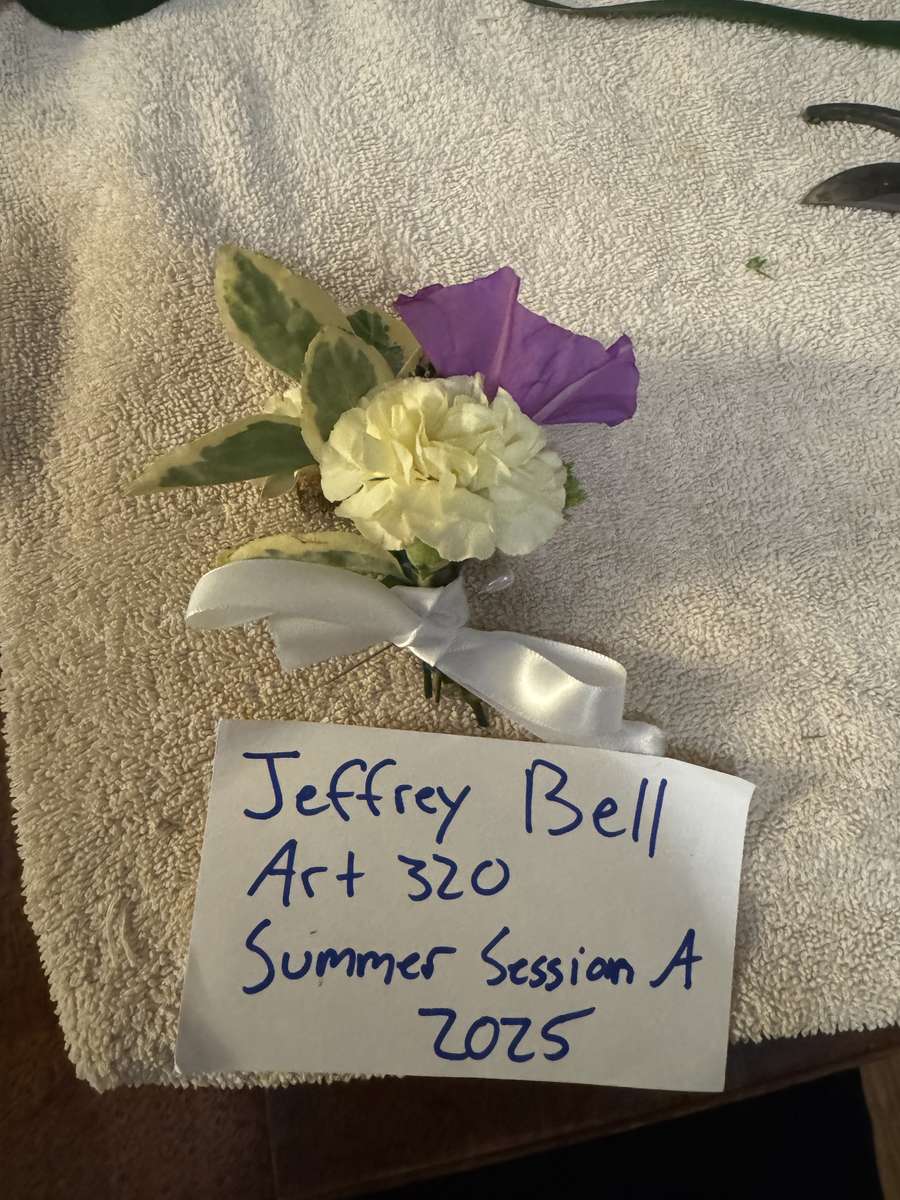 Jeffrey Bell
Art 320
Summer Session A
2025